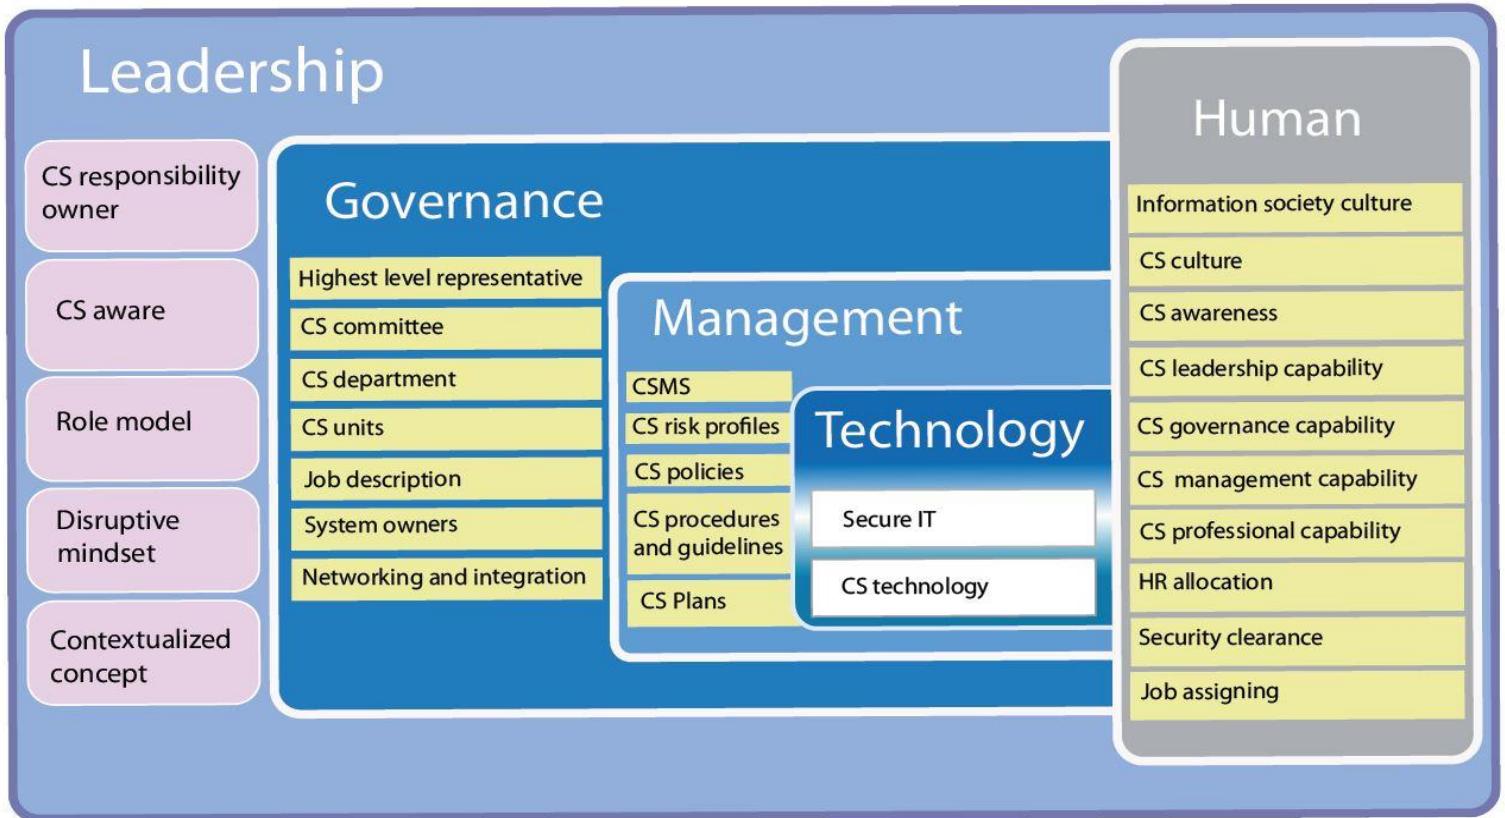 Leadership
CS responsibility
owner
CS aware
Role model
Disruptive
mindset
Contextualized
concept
Governance
Highest level representative
CS committee
CS department
CS units
Job description
System owners
Networking and integration
Management
CSMS
CS risk profiles
CS policies
CS procedures
and guidelines
CS Plans
Technology
Secure IT
CS technology
Human
Information society culture
CS culture
CS awareness
CS leadership capability
CS governance capability
CS management capability
CS professional capability
HR allocation
Security clearance
Job assigning